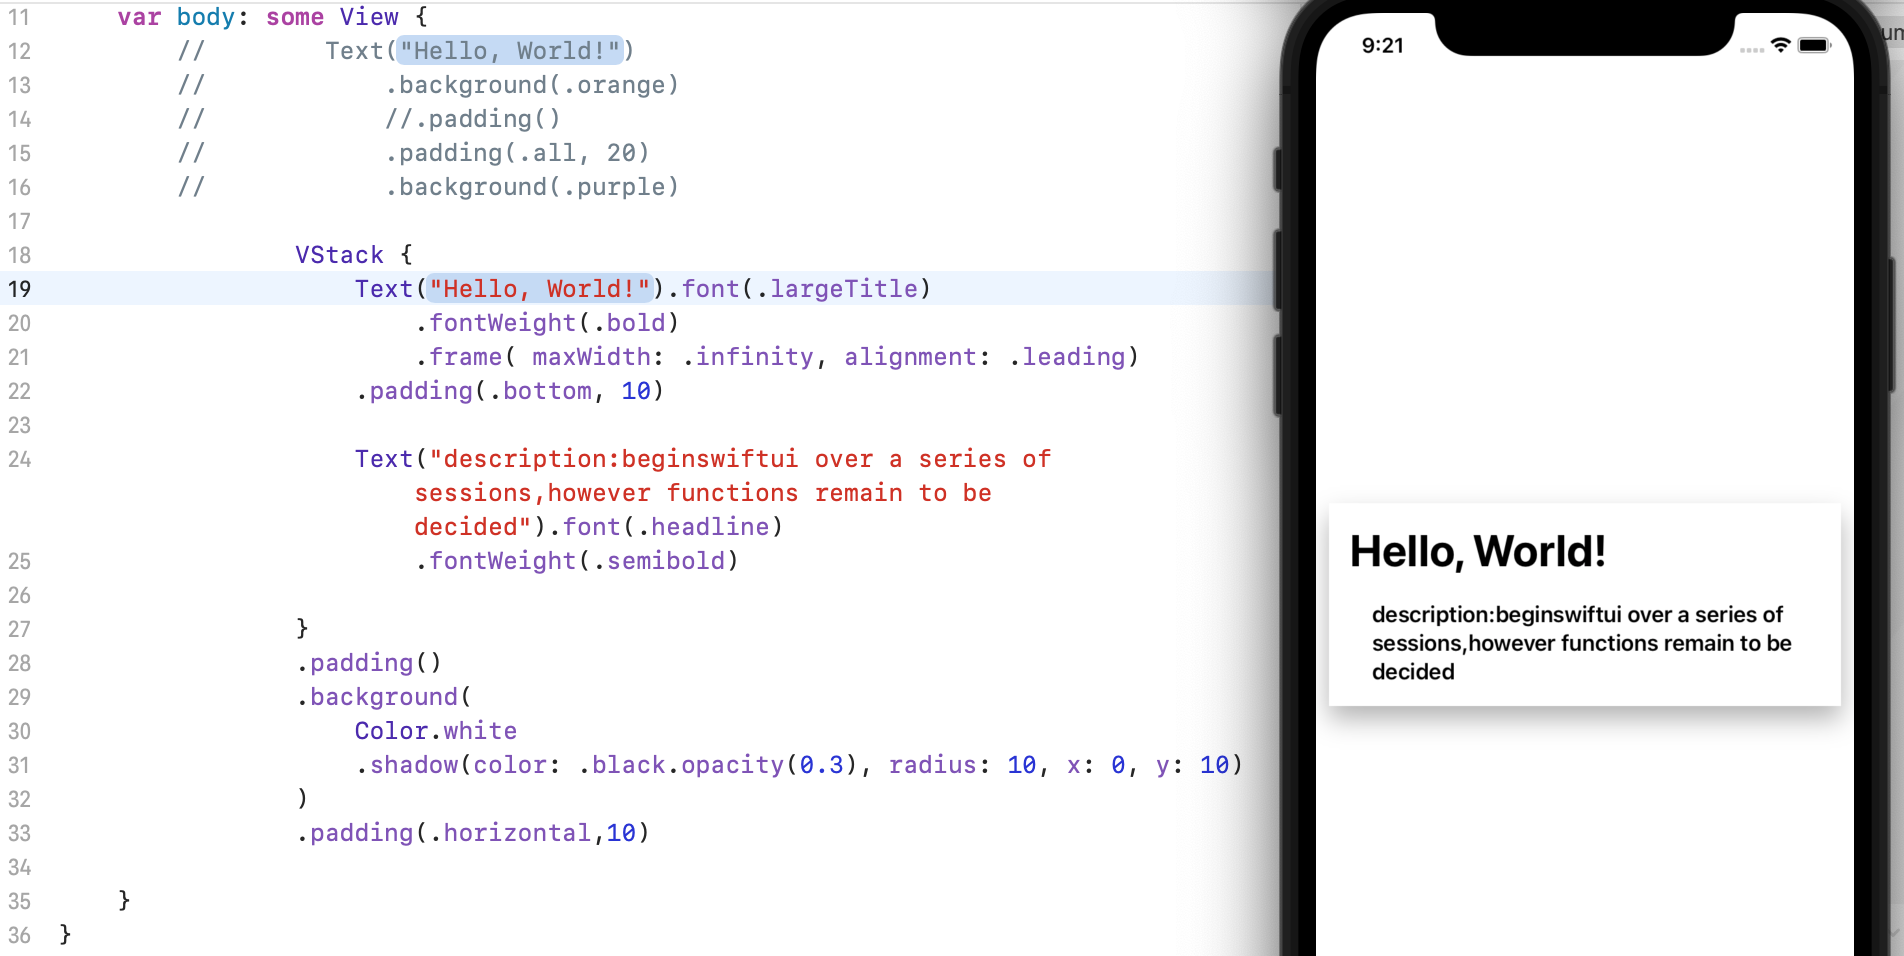 11 var body: some View {
12 // Text("Hello, World!")
13 // .background(.orange)
14 // //.padding()
15 // .padding(.all, 20)
16 // .background(.purple)
17
18 VStack {
19 Text("Hello, World!").font(.largeTitle)
20 .fontWeight(.bold)
21 .frame( maxWidth: .infinity, alignment: .leading)
22 .padding(.bottom, 10)
23
24 Text("description:beginswiftui over a series of
sessions,however functions remain to be
decided").font(.headline)
25 .fontWeight(.semibold)
26
27 }
28 .padding()
29 .background(
30 Color.white
31 .shadow(color: .black.opacity(0.3), radius: 10, x: 0, y: 10)
32 )
33 .padding(.horizontal,10)
34
35 }
36 }
9:21
Hello, World!
description:beginswiftui over a series of
sessions,however functions remain to be
decided